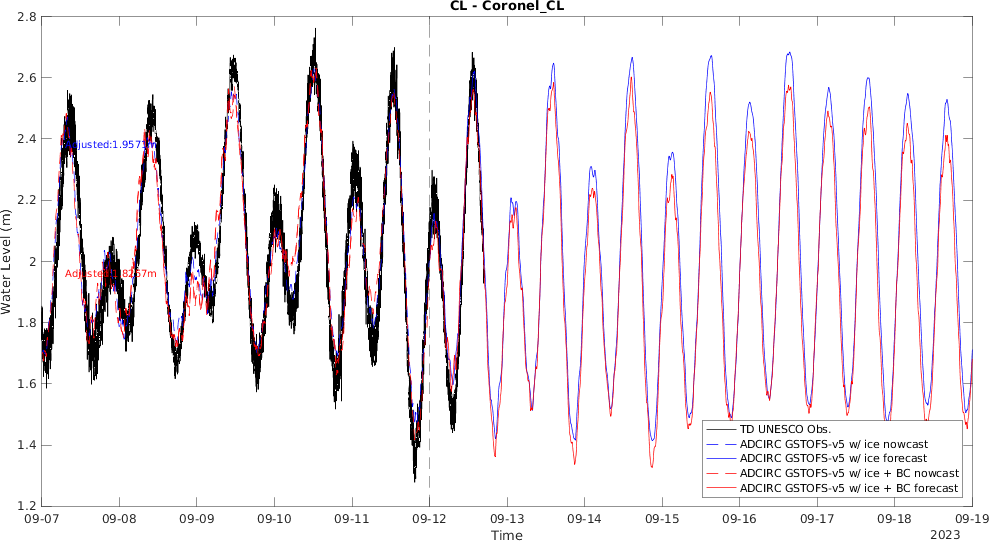 CL - Coronel_CL
2.8
2.6
2.4
2.2
2
1.8
1.6
1.4
1.2
Water Level (m)
09-07 09-08 09-09 09-10 09-11 09-12 09-13 09-14 09-15 09-16 09-17 09-18 09-19
Time
2023
TD UNESCO Obs.
ADCIRC GSTOFS-v5 w/ ice nowcast
ADCIRC GSTOFS-v5 w/ ice forecast
ADCIRC GSTOFS-v5 w/ ice + BC nowcast
ADCIRC GSTOFS-v5 w/ ice + BC forecast